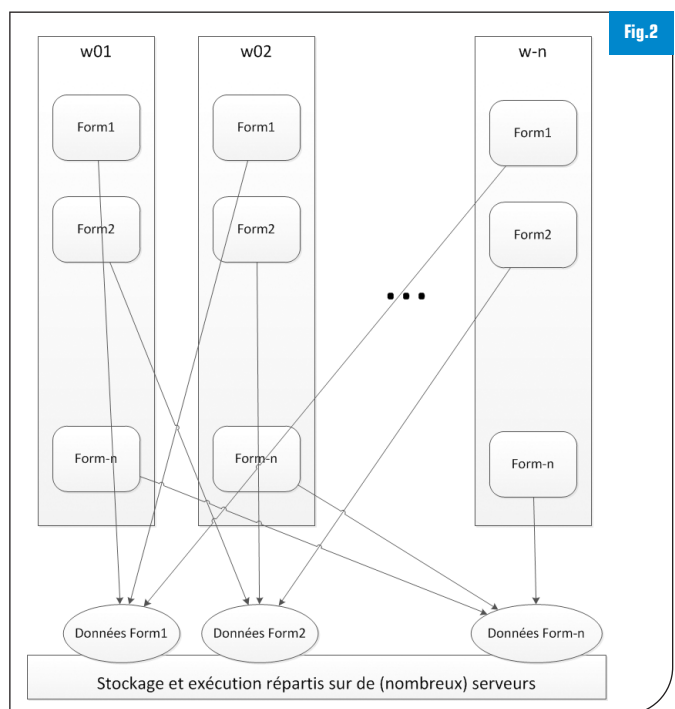 Fig.2
w01
w02
w-n
Form1
Form1
Form1
Form2
Form2
Form2
...
Form-n
Form-n
Form-n
Données Form1
Données Form2
Données Form-n
Stockage et exécution répartis sur de (nombreux) serveurs